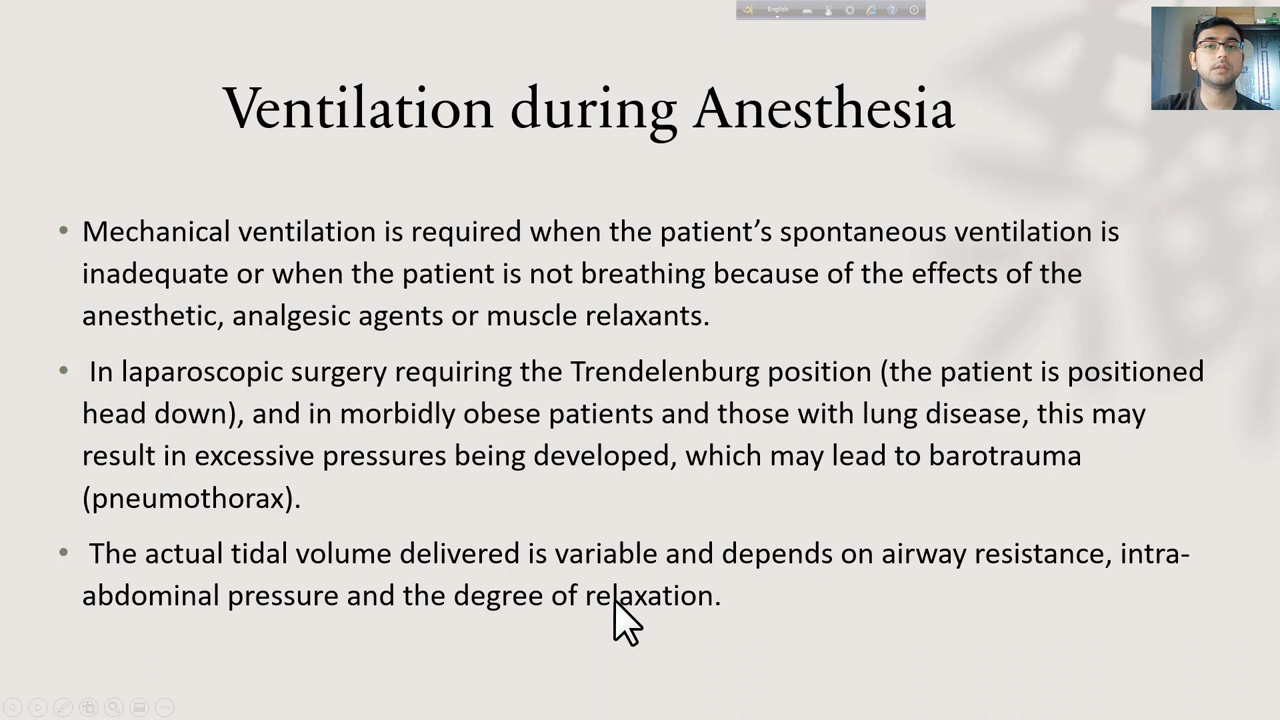 English
Ventilation during Anesthesia
• Mechanical ventilation is required when the patient’s spontaneous ventilation is
inadequate or when the patient is not breathing because of the effects of the
anesthetic, analgesic agents or muscle relaxants.
• In laparoscopic surgery requiring the Trendelenburg position (the patient is positioned
head down), and in morbidly obese patients and those with lung disease, this may
result in excessive pressures being developed, which may lead to barotrauma
(pneumothorax).
• The actual tidal volume delivered is variable and depends on airway resistance, intra-
abdominal pressure and the degree of relaxation.